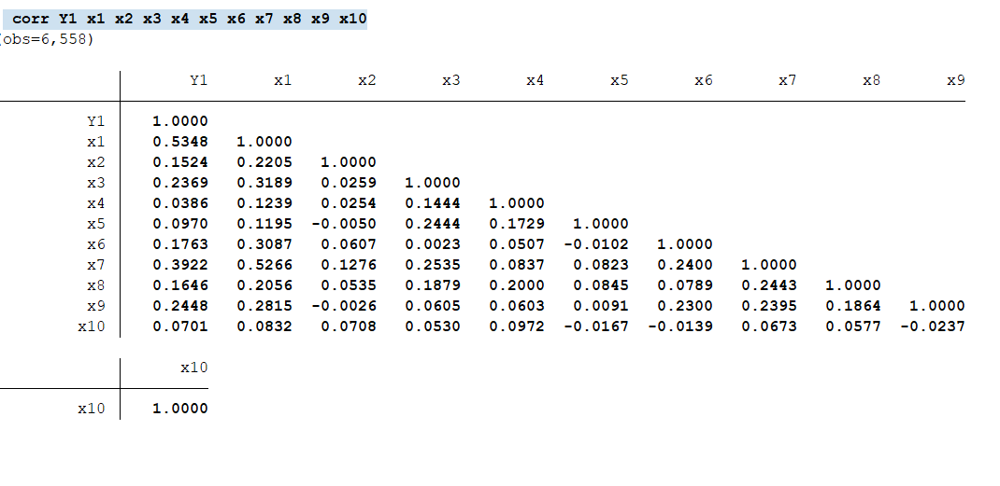 corr Y1 x1 x2 x3 x4 x5 x6 x7 x8 x9 x10
(obs=6,558)
Y1 x1 x2 x3 x4 x5 x6 x7 x8 x9
Y1 1.0000
x1 0.5348 1.0000
x2 0.1524 0.2205 1.0000
x3 0.2369 0.3189 0.0259 1.0000
x4 0.0386 0.1239 0.0254 0.1444 1.0000
x5 0.0970 0.1195 -0.0050 0.2444 0.1729 1.0000
x6 0.1763 0.3087 0.0607 0.0023 0.0507 -0.0102 1.0000
x7 0.3922 0.5266 0.1276 0.2535 0.0837 0.0823 0.2400 1.0000
x8 0.1646 0.2056 0.0535 0.1879 0.2000 0.0845 0.0789 0.2443 1.0000
x9 0.2448 0.2815 -0.0026 0.0605 0.0603 0.0091 0.2300 0.2395 0.1864 1.0000
x10 0.0701 0.0832 0.0708 0.0530 0.0972 -0.0167 -0.0139 0.0673 0.0577 -0.0237
x10
x10 1.0000